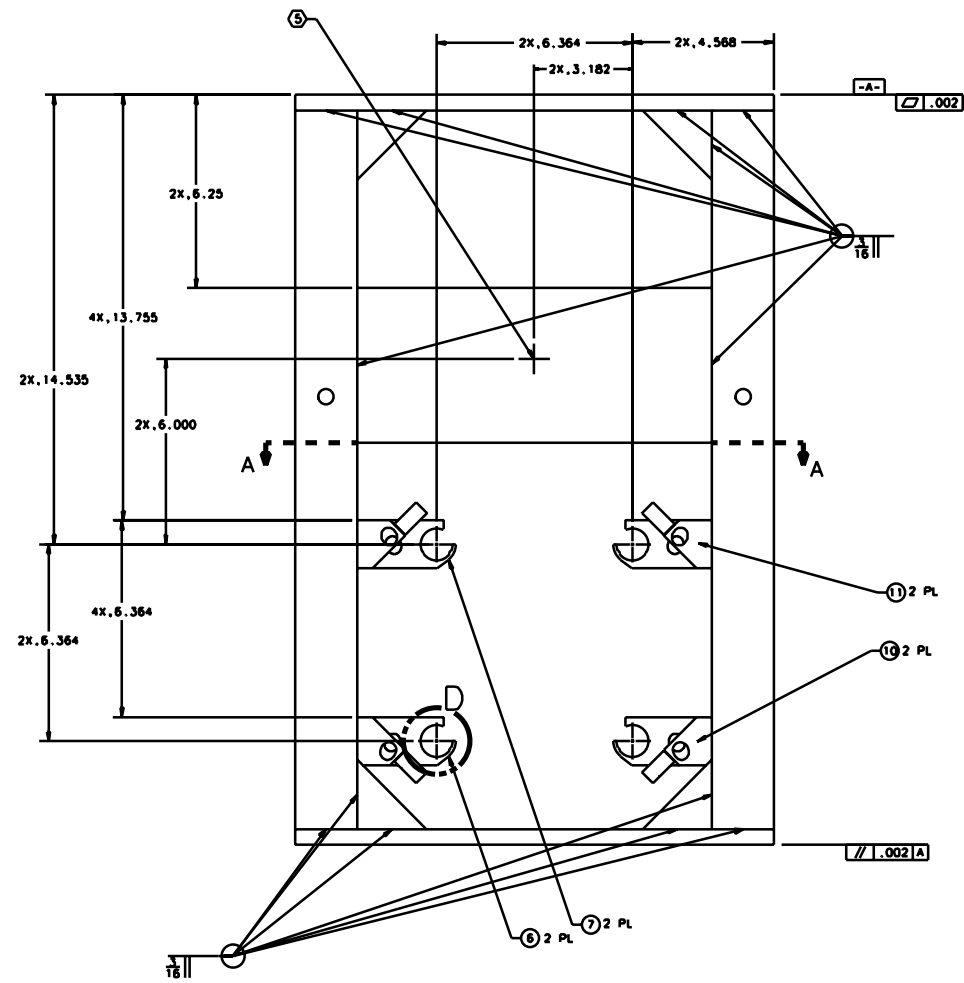 5
2X,6.364
2X,4.568
2X,3.182
-A-
.002
2X,6.25
3
16
4X,13.755
2X,14.535
2X,6.000
A
A
11 2 PL
4X,6.364
2X,6.364
10 2 PL
D
// .002 A
7 2 PL
6 2 PL
3
16